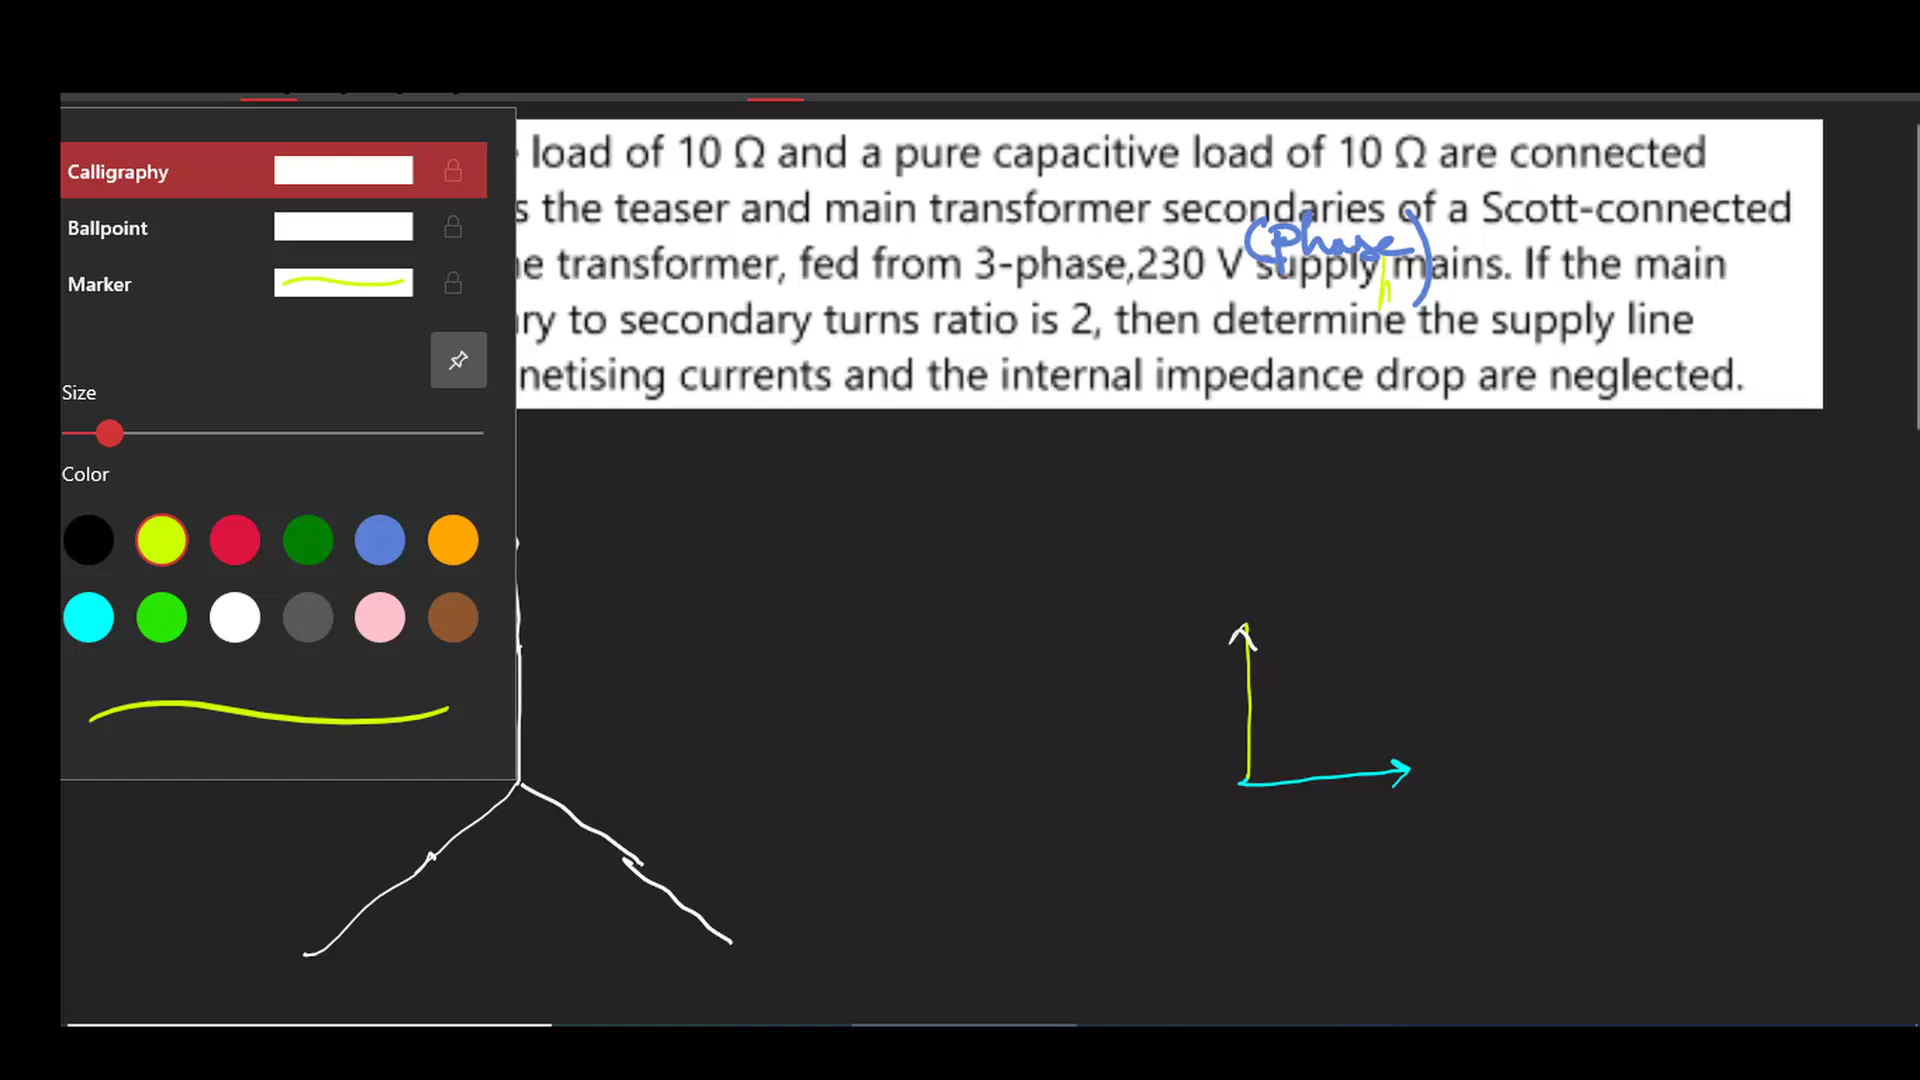 load of 10 Ω and a pure capacitive load of 10 Ω are connected
Calligraphy
s the teaser and main transformer secondaries of a Scott-connected
Ballpoint
(phase)
e transformer, fed from 3-phase,230 V supply mains. If the main
h
Marker
ry to secondary turns ratio is 2, then determine the supply line
netising currents and the internal impedance drop are neglected.
Size
Color